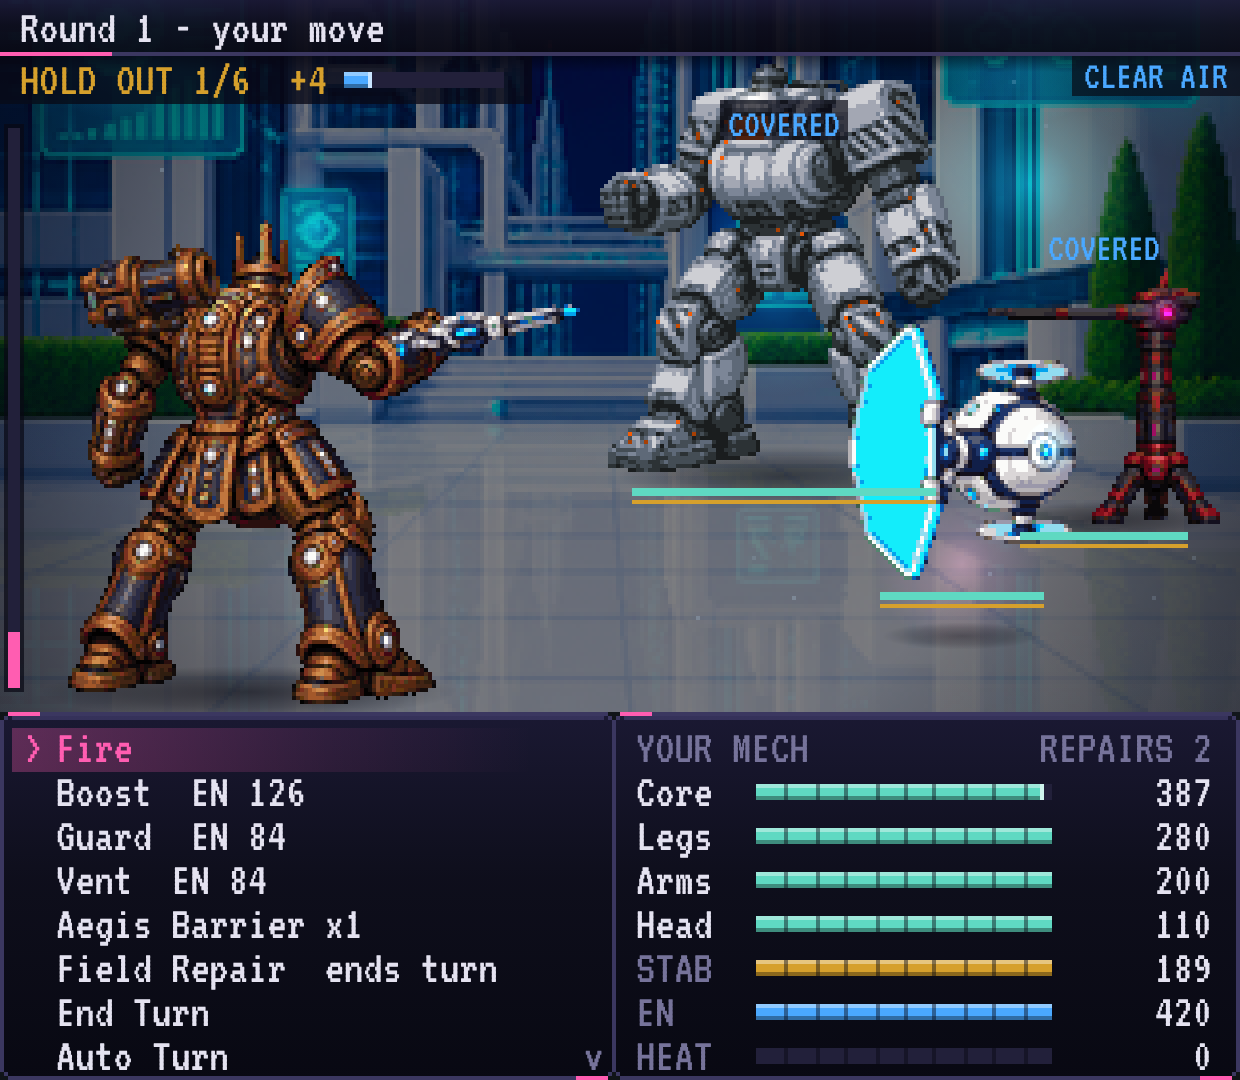 Round 1 - your move
HOLD OUT 1/6 +4
CLEAR AIR
COVERED
COVERED
> Fire
Boost EN 126
Guard EN 84
Vent EN 84
Aegis Barrier x1
Field Repair ends turn
End Turn
Auto Turn v
YOUR MECH REPAIRS 2
Core 387
Legs 280
Arms 200
Head 110
STAB 189
EN 420
HEAT 0